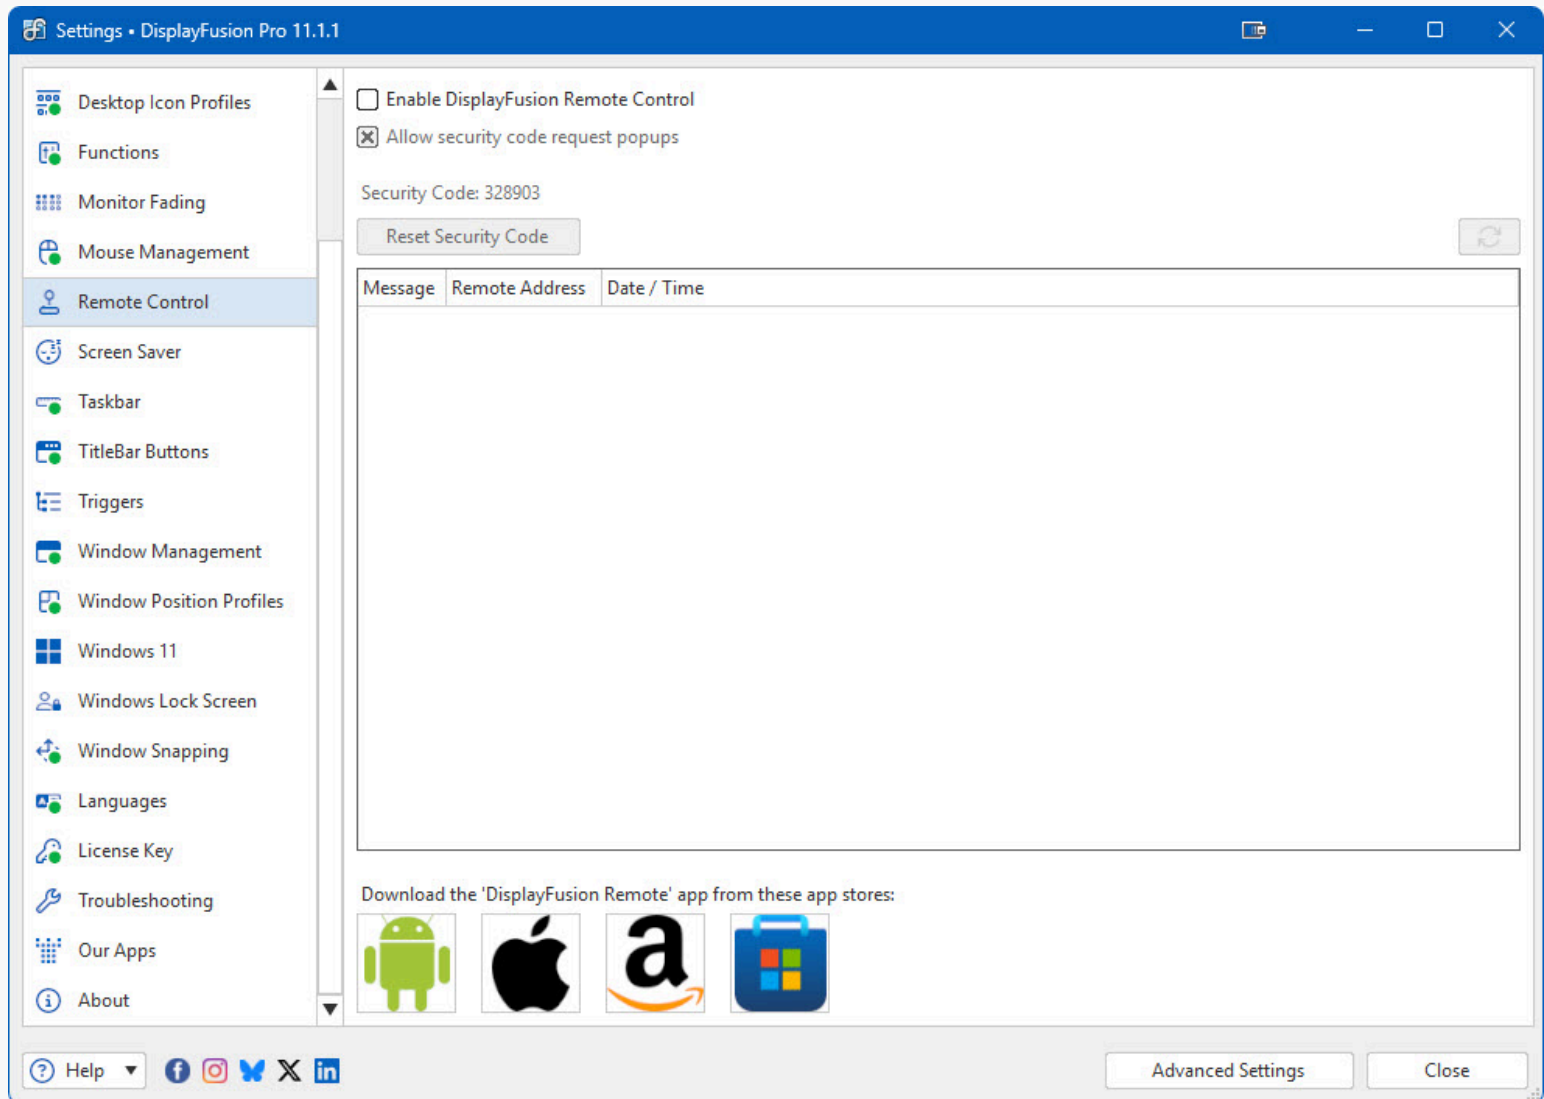 Settings • DisplayFusion Pro 11.1.1
Desktop Icon Profiles
Functions
Monitor Fading
Mouse Management
Remote Control
Screen Saver
Taskbar
TitleBar Buttons
Triggers
Window Management
Window Position Profiles
Windows 11
Windows Lock Screen
Window Snapping
Languages
License Key
Troubleshooting
Our Apps
About
Enable DisplayFusion Remote Control
Allow security code request popups
Security Code: 328903
Reset Security Code
Message Remote Address Date / Time
Download the 'DisplayFusion Remote' app from these app stores:
Help
Advanced Settings
Close